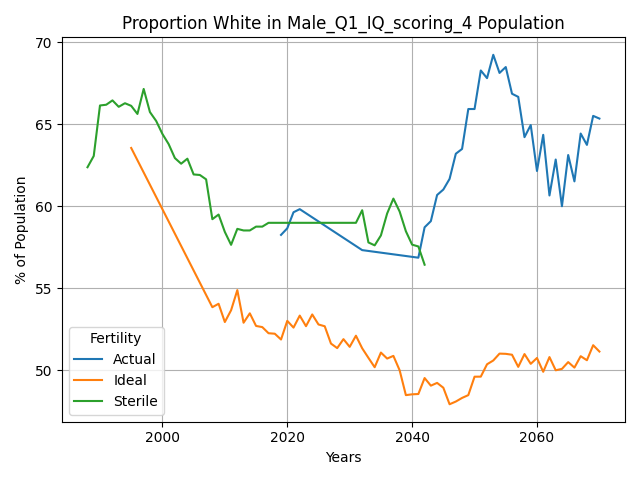 Proportion White in Male_Q1_IQ_scoring_4 Population
% of Population
70
65
60
55
50
Fertility
Actual
Ideal
Sterile
2000
2020
2040
2060
Years